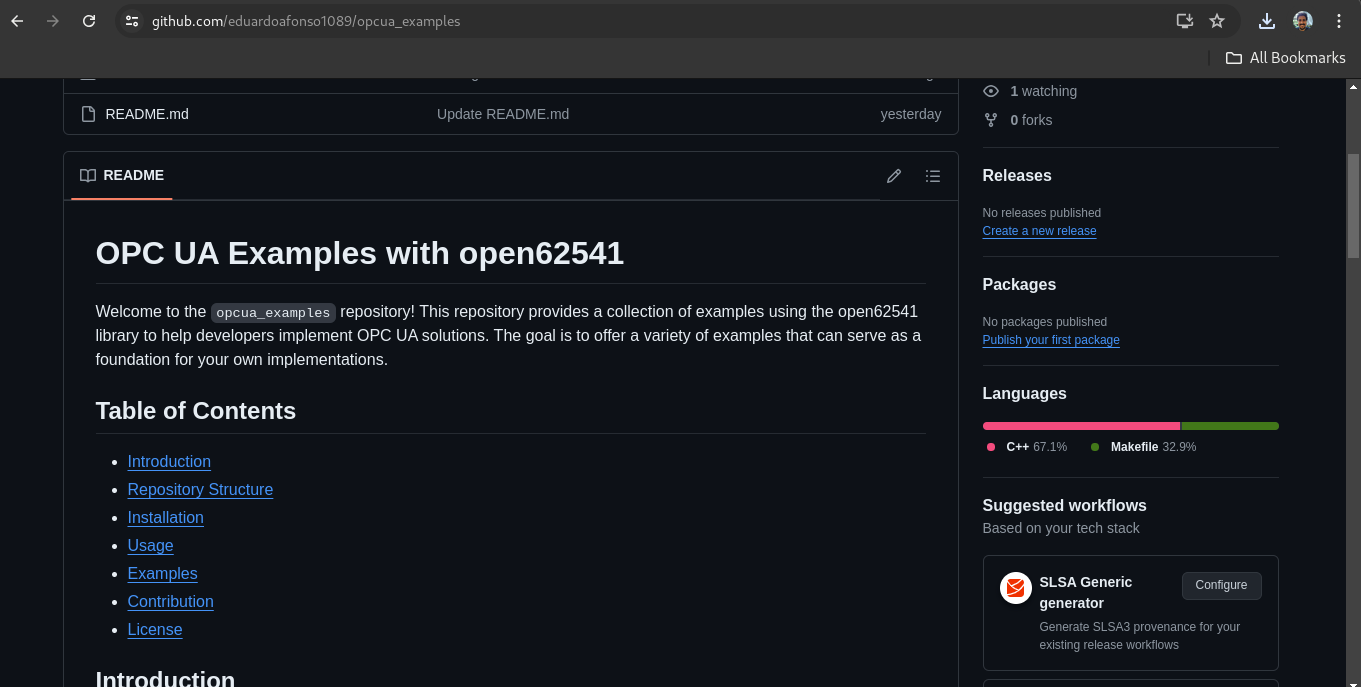 github.com/eduardoafonso1089/opcua_examples
All Bookmarks
README.md Update README.md yesterday
README
OPC UA Examples with open62541
Welcome to the opcua_examples repository! This repository provides a collection of examples using the open62541
library to help developers implement OPC UA solutions. The goal is to offer a variety of examples that can serve as a
foundation for your own implementations.
Table of Contents
Introduction
Repository Structure
Installation
Usage
Examples
Contribution
License
Introduction
1 watching
0 forks
Releases
No releases published
Create a new release
Packages
No packages published
Publish your first package
Languages
C++ 67.1% Makefile 32.9%
Suggested workflows
Based on your tech stack
SLSA Generic
generator
Configure
Generate SLSA3 provenance for your
existing release workflows